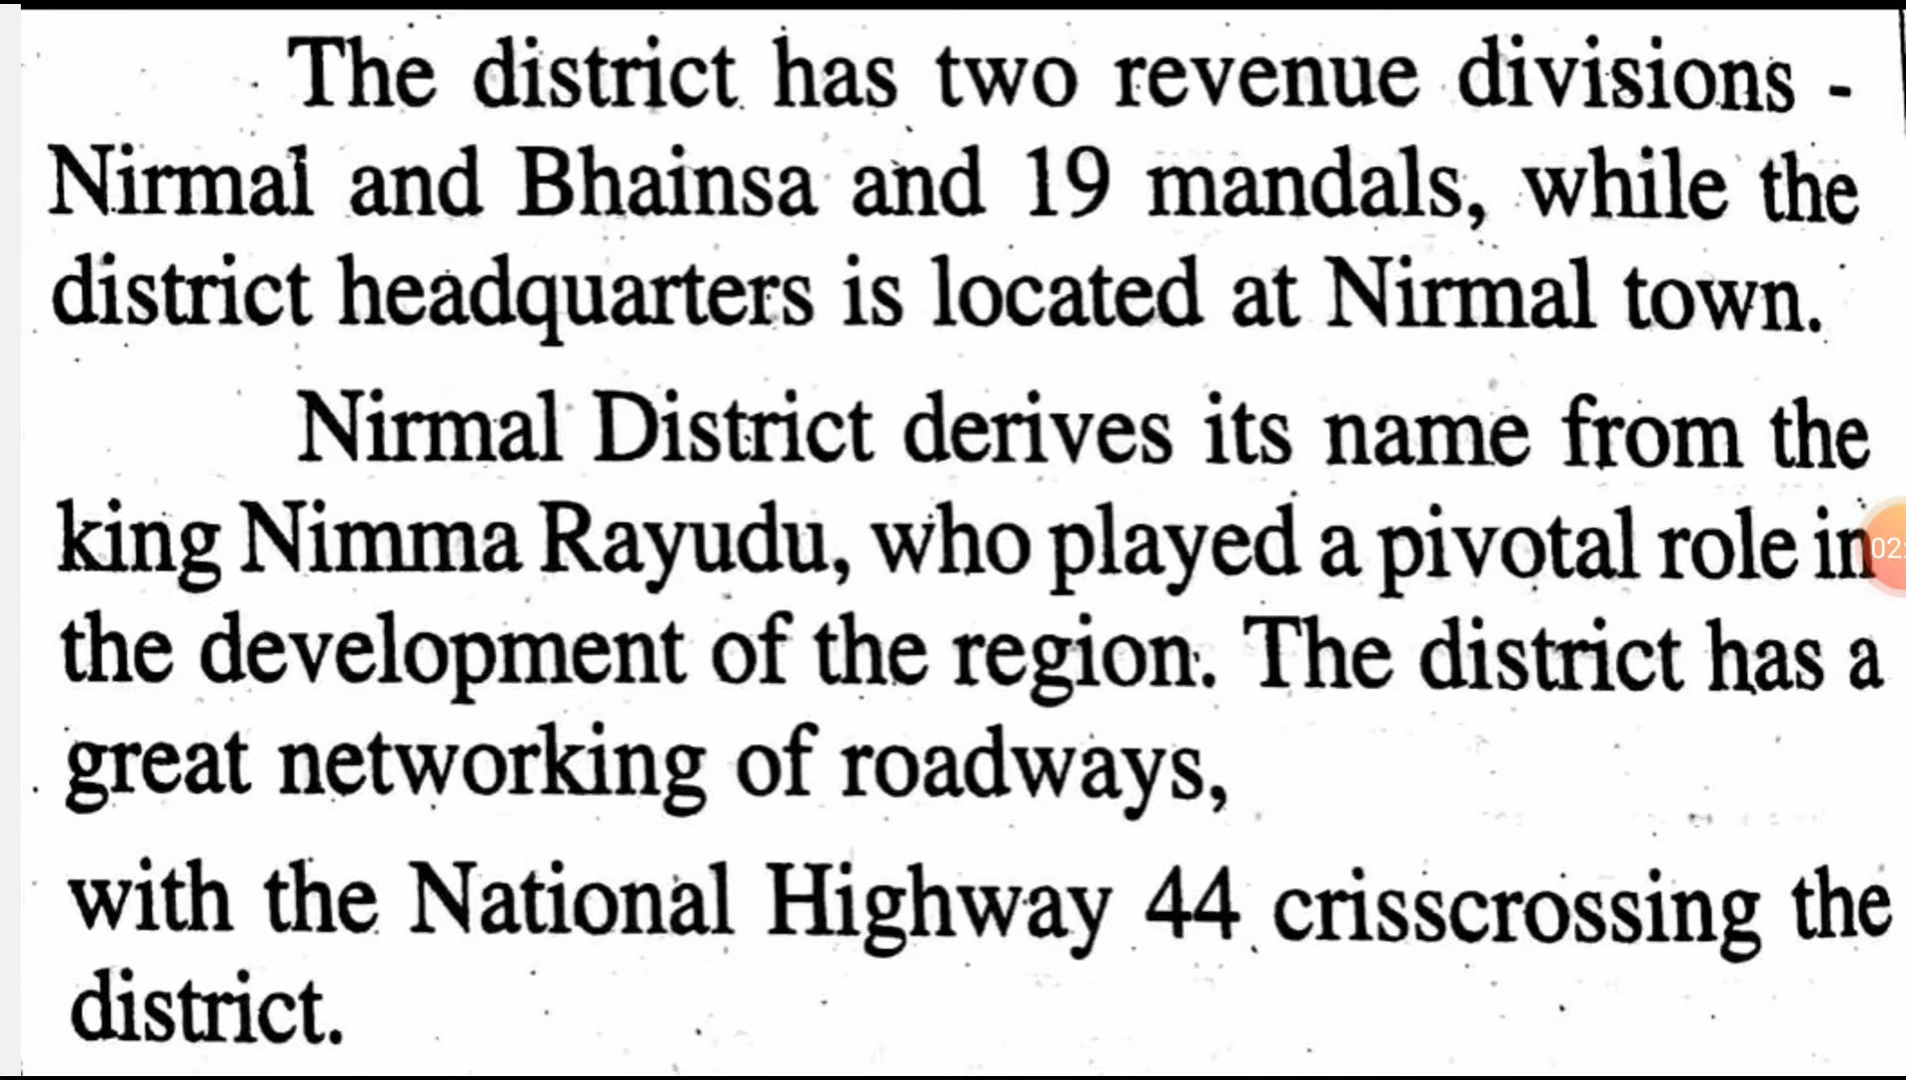 The district has two revenue divisions -
Nirmal and Bhainsa and 19 mandals, while the
district headquarters is located at Nirmal town.
Nirmal District derives its name from the
king Nimma Rayudu, who played a pivotal role in
the development of the region. The district has a
great networking of roadways,
with the National Highway 44 crisscrossing the
district.
02: